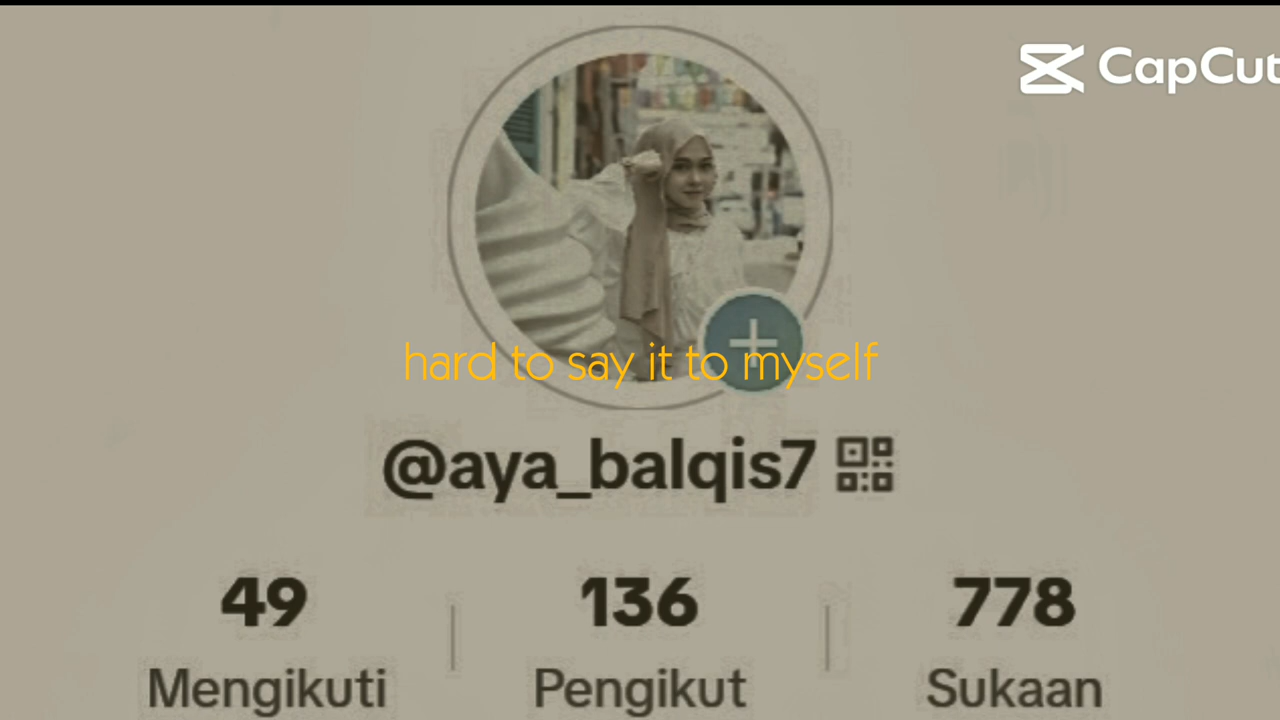 CapCut
hard to say it to myself
@aya_balqis7
49 136 778
Mengikuti Pengikut Sukaan